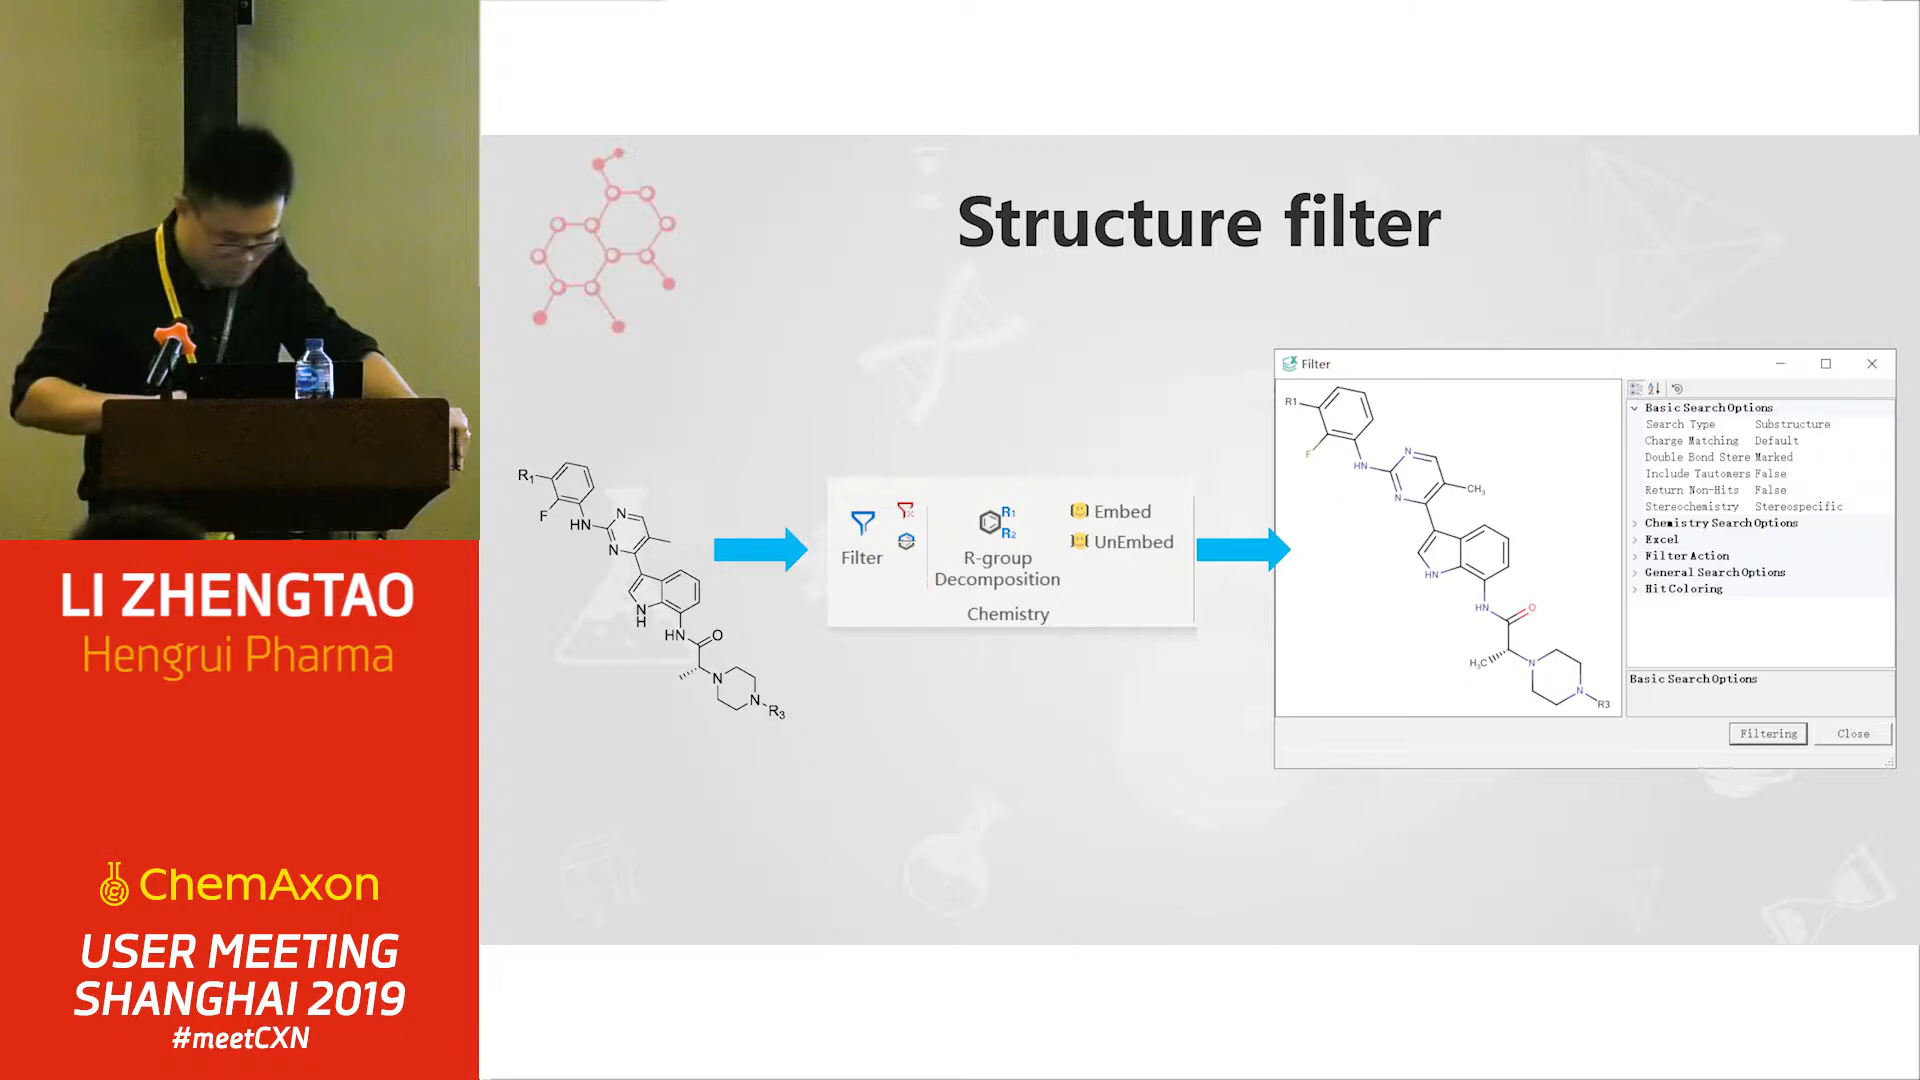 Structure filter
R1
F
HN
N
N
N
H
HN
O
N
N
R3
Filter
R1
R2
R-group
Decomposition
Embed
UnEmbed
Chemistry
Filter
R1
F
HN
N
N
CH3
HN
HN
O
H3C
N
N
R3
Basic Search Options
Search Type Substructure
Charge Matching Default
Double Bond Stere Marked
Include Tautomers False
Return Non-Hits False
Stereochemistry Stereospecific
Chemistry Search Options
Excel
Filter Action
General Search Options
Hit Coloring
Basic Search Options
Filtering Close
LI ZHENGTAO
Hengrui Pharma
ChemAxon
USER MEETING
SHANGHAI 2019
#meetCXN